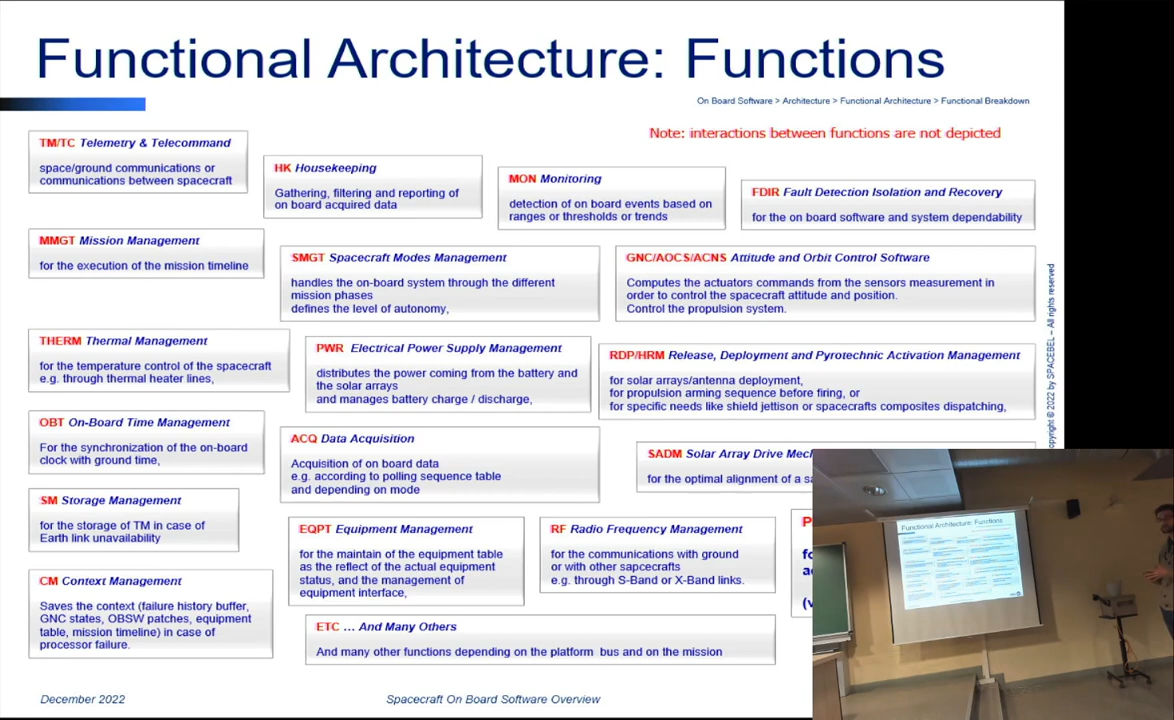 Functional Architecture: Functions
On Board Software > Architecture > Functional Architecture > Functional Breakdown
Note: interactions between functions are not depicted
TM/TC Telemetry & Telecommand
space/ground communications or
communications between spacecraft
HK Housekeeping
Gathering, filtering and reporting of
on board acquired data
MON Monitoring
detection of on board events based on
ranges or thresholds or trends
FDIR Fault Detection Isolation and Recovery
for the on board software and system dependability
MMGT Mission Management
for the execution of the mission timeline
SMGT Spacecraft Modes Management
handles the on-board system through the different
mission phases
defines the level of autonomy,
GNC/AOCS/ACNS Attitude and Orbit Control Software
Computes the actuators commands from the sensors measurement in
order to control the spacecraft attitude and position.
Control the propulsion system.
THERM Thermal Management
for the temperature control of the spacecraft
e.g. through thermal heater lines,
PWR Electrical Power Supply Management
distributes the power coming from the battery and
the solar arrays
and manages battery charge / discharge,
RDP/HRM Release, Deployment and Pyrotechnic Activation Management
for solar arrays/antenna deployment,
for propulsion arming sequence before firing, or
for specific needs like shield jettison or spacecrafts composites dispatching,
OBT On-Board Time Management
For the synchronization of the on-board
clock with ground time,
ACQ Data Acquisition
Acquisition of on board data
e.g. according to polling sequence table
and depending on mode
SADM Solar Array Drive
for the optimal alignment of a
SM Storage Management
for the storage of TM in case of
Earth link unavailability
EQPT Equipment Management
for the maintain of the equipment table
as the reflect of the actual equipment
status, and the management of
equipment interface,
RF Radio Frequency Management
for the communications with ground
or with other sapcecrafts
e.g. through S-Band or X-Band links.
CM Context Management
Saves the context (failure history buffer,
GNC states, OBSW patches, equipment
table, mission timeline) in case of
processor failure.
ETC ... And Many Others
And many other functions depending on the platform bus and on the mission
© 2022 by SPACEBEL – All rights reserved
December 2022
Spacecraft On Board Software Overview
Functional Architecture: Functions